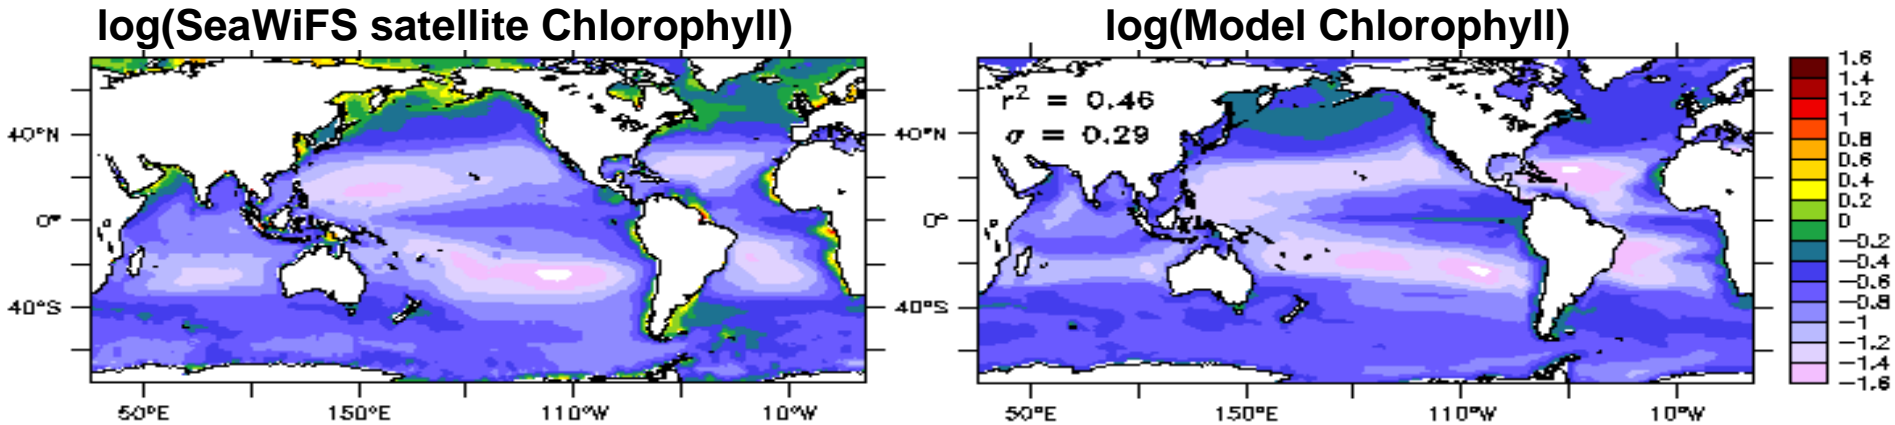 log(SeaWiFS satellite Chlorophyll)
log(Model Chlorophyll)
r² = 0.46
σ = 0.29
40°N
0°
40°S
50°E 150°E 110°W 10°W
40°N
0°
40°S
50°E 150°E 110°W 10°W
1.6
1.4
1.2
1
0.8
0.6
0.4
0.2
0
−0.2
−0.4
−0.6
−0.8
−1
−1.2
−1.4
−1.6